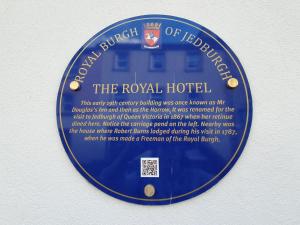 ROYAL BURGH OF JEDBURGH
THE ROYAL HOTEL
This early 19th century building was once known as Mr
Douglas's Inn and then as the Harrow. It was renamed for the
visit to Jedburgh of Queen Victoria in 1867 when her retinue
dined here. Notice the carriage pend on the left. Nearby was
the house where Robert Burns lodged during his visit in 1787,
when he was made a Freeman of the Royal Burgh.